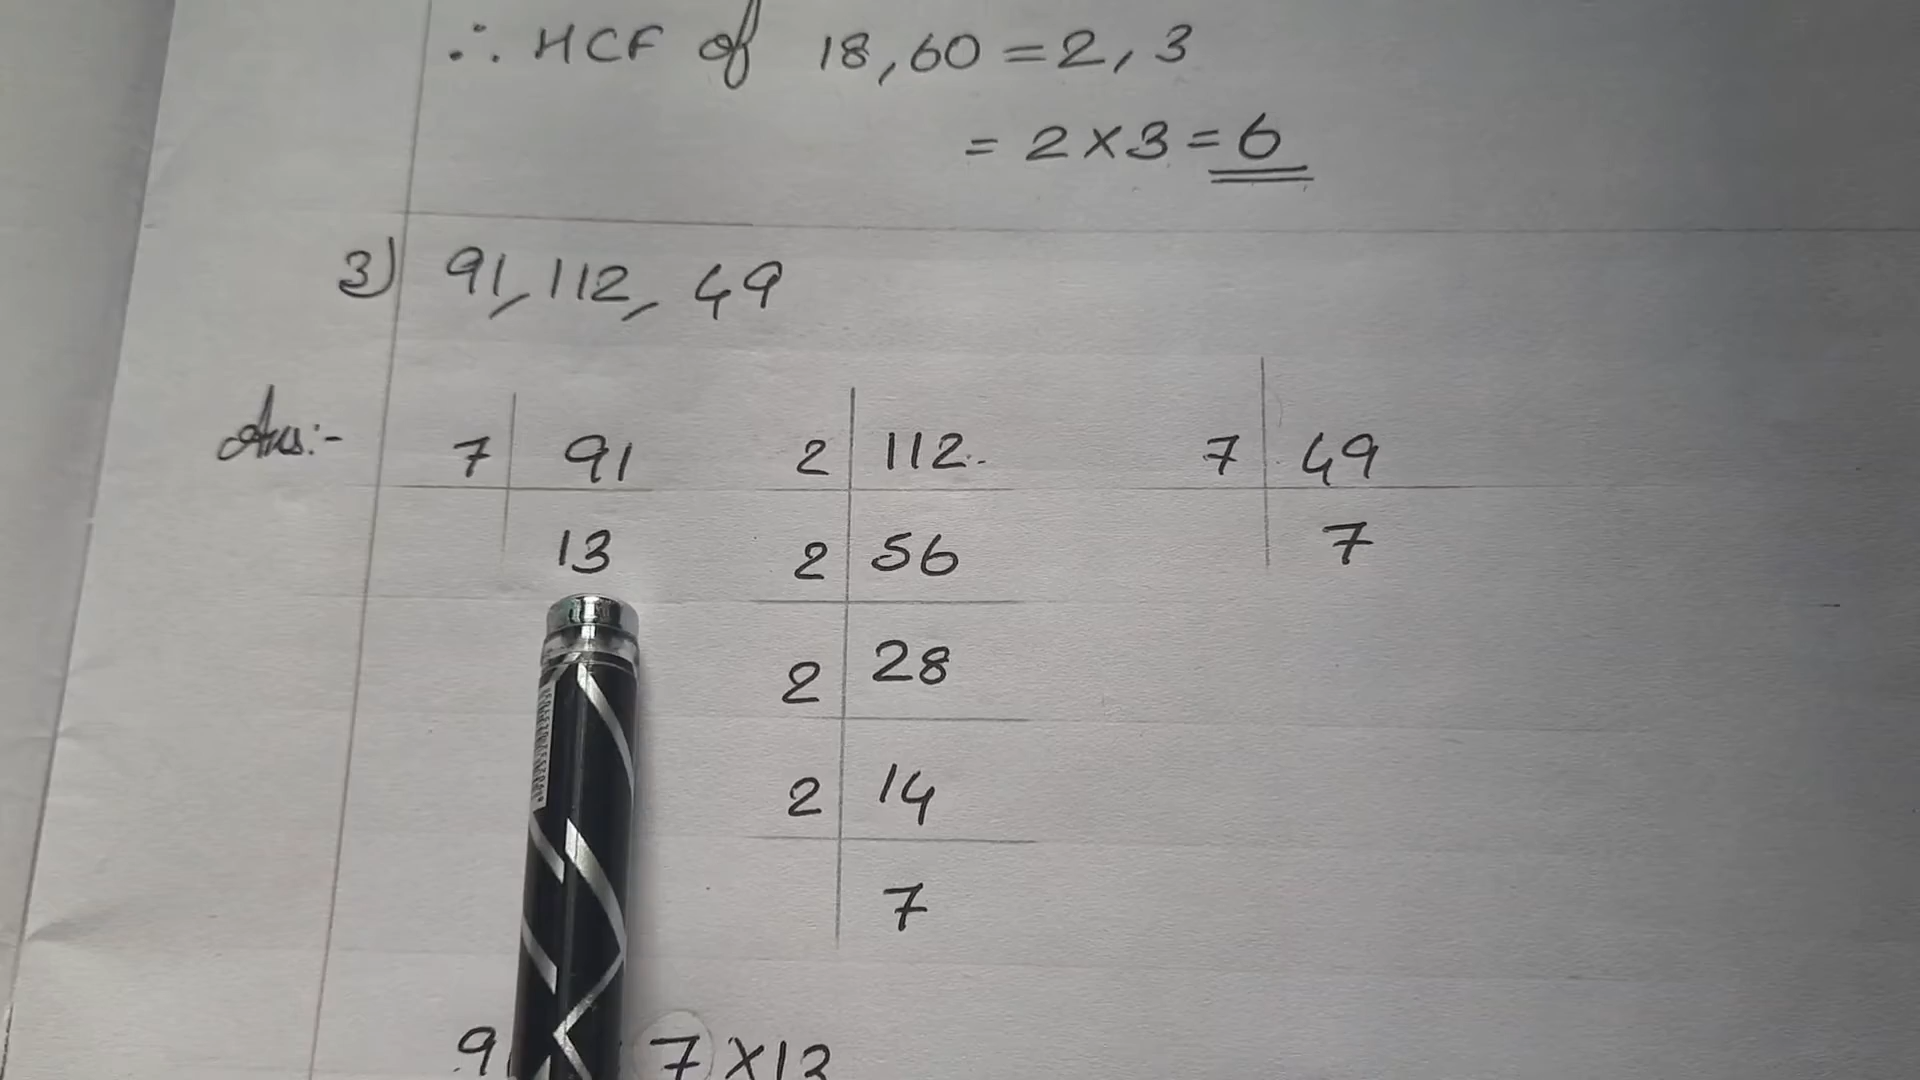 ∴ HCF of 18,60 = 2, 3
= 2×3 = 6
3) 91, 112, 49
Ans:- 7 91 2 112 7 49
13 2 56 7
2 28
2 14
7
91 7 ×13